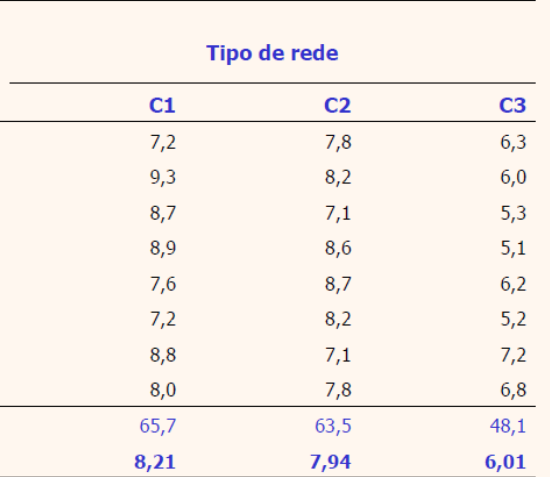 Tipo de rede
C1 C2 C3
7,2 7,8 6,3
9,3 8,2 6,0
8,7 7,1 5,3
8,9 8,6 5,1
7,6 8,7 6,2
7,2 8,2 5,2
8,8 7,1 7,2
8,0 7,8 6,8
65,7 63,5 48,1
8,21 7,94 6,01